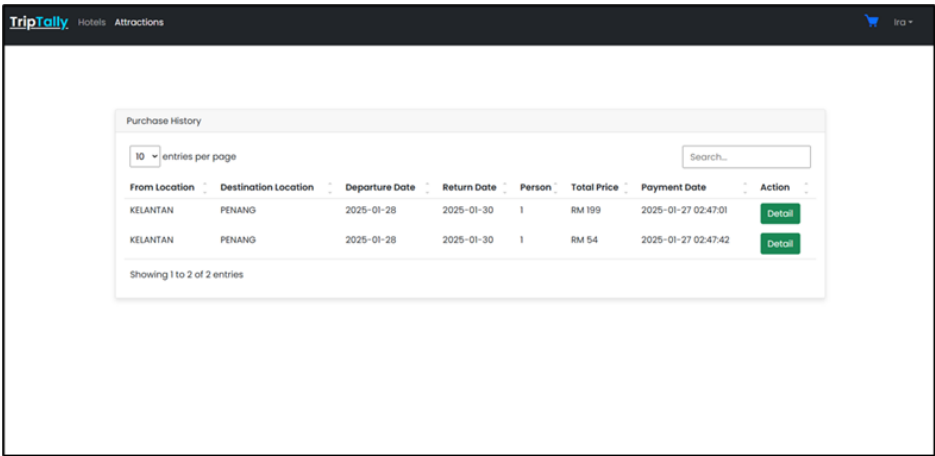 TripTally Hotels Attractions Ira
Purchase History
10 entries per page Search...
From Location Destination Location Departure Date Return Date Person Total Price Payment Date Action
KELANTAN PENANG 2025-01-28 2025-01-30 1 RM 199 2025-01-27 02:47:01 Detail
KELANTAN PENANG 2025-01-28 2025-01-30 1 RM 54 2025-01-27 02:47:42 Detail
Showing 1 to 2 of 2 entries